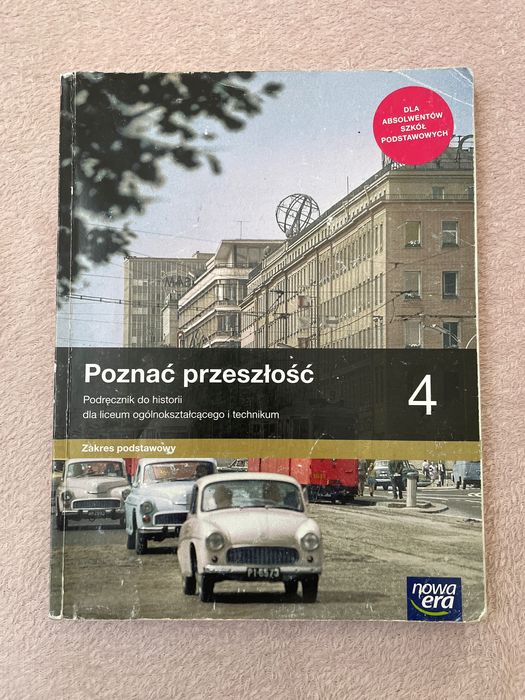 DLA
ABSOLWENTÓW
SZKÓŁ
PODSTAWOWYCH
Poznać przeszłość
4
Podręcznik do historii
dla liceum ogólnokształcącego i technikum
Zakres podstawowy
nowa
era